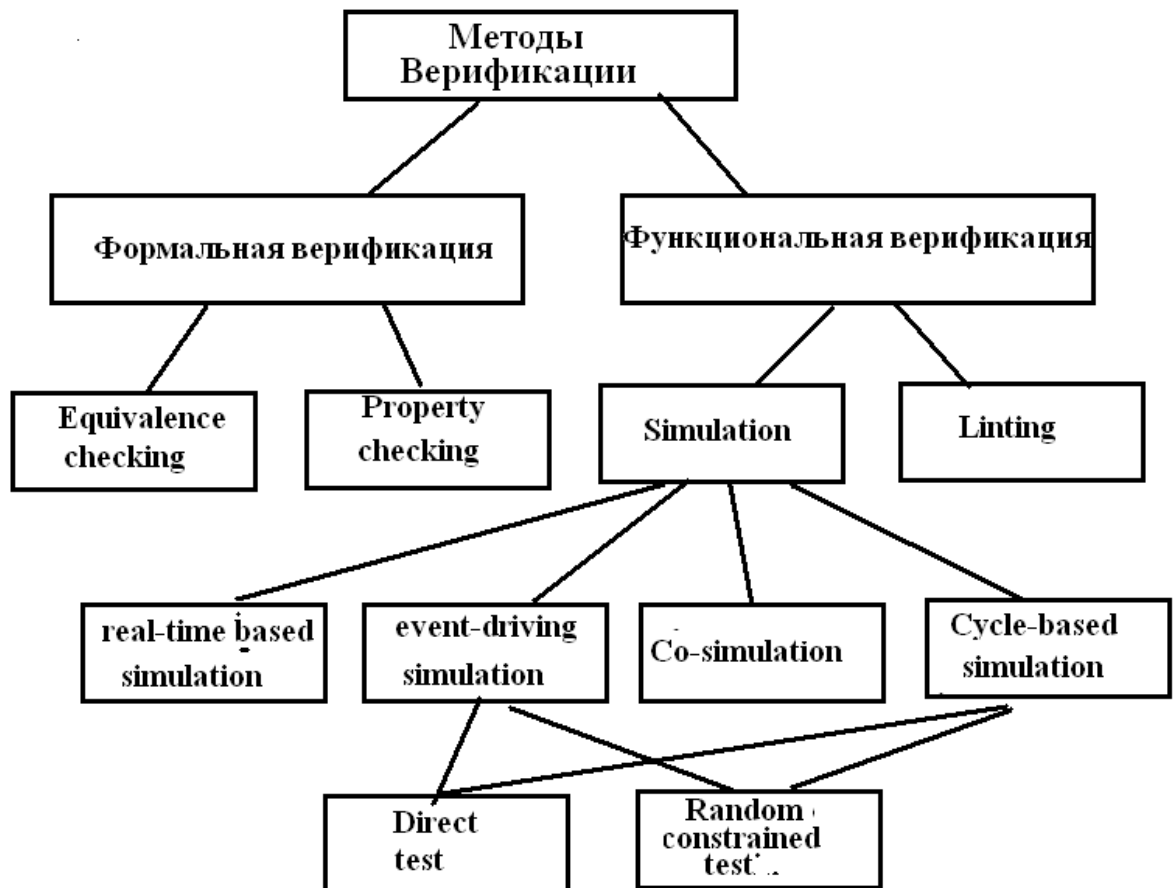 Методы
Верификации
Формальная верификация
Функциональная верификация
Equivalence
checking
Property
checking
Simulation
Linting
real-time based
simulation
event-driving
simulation
Co-simulation
Cycle-based
simulation
Direct
test
Random
constrained
test